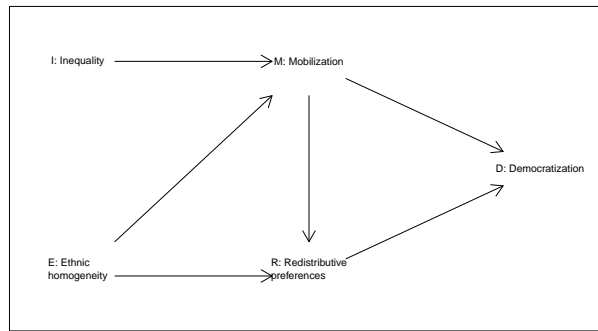 I: Inequality
M: Mobilization
D: Democratization
E: Ethnic
homogeneity
R: Redistributive
preferences